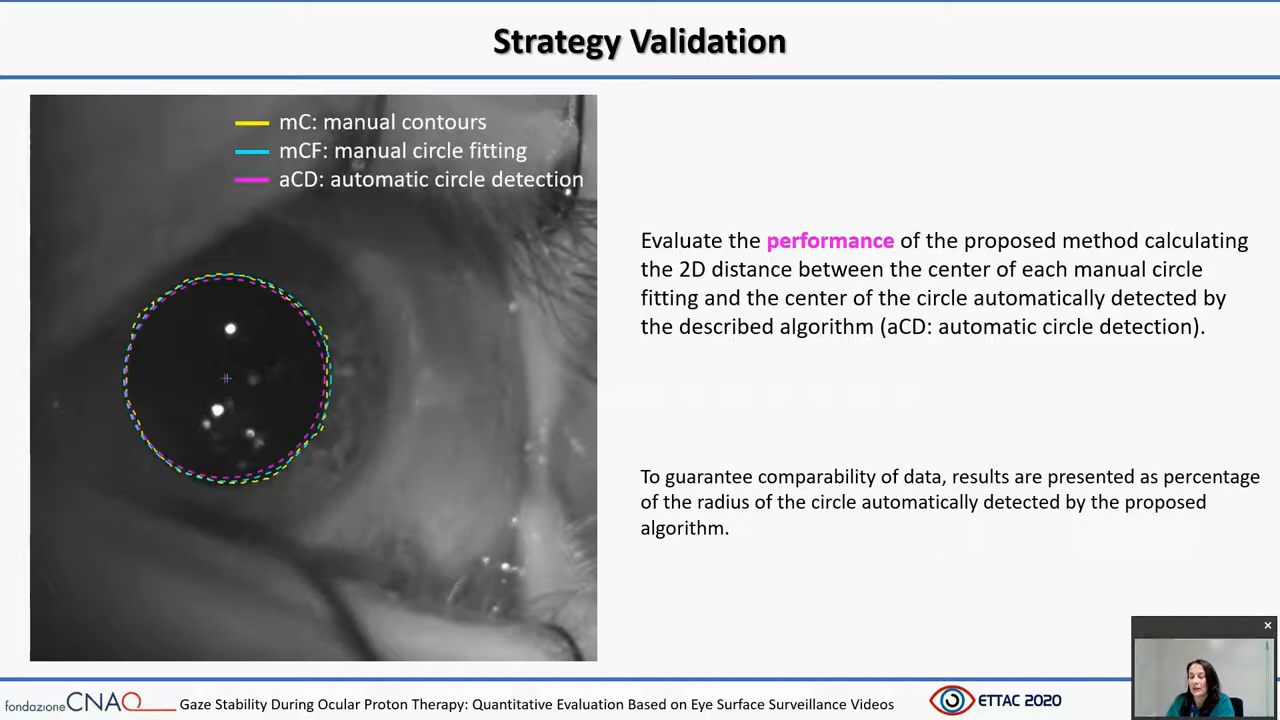 Strategy Validation
mC: manual contours
mCF: manual circle fitting
aCD: automatic circle detection
Evaluate the performance of the proposed method calculating
the 2D distance between the center of each manual circle
fitting and the center of the circle automatically detected by
the described algorithm (aCD: automatic circle detection).
To guarantee comparability of data, results are presented as percentage
of the radius of the circle automatically detected by the proposed
algorithm.
fondazione CNAO
Gaze Stability During Ocular Proton Therapy: Quantitative Evaluation Based on Eye Surface Surveillance Videos
ETTAC 2020